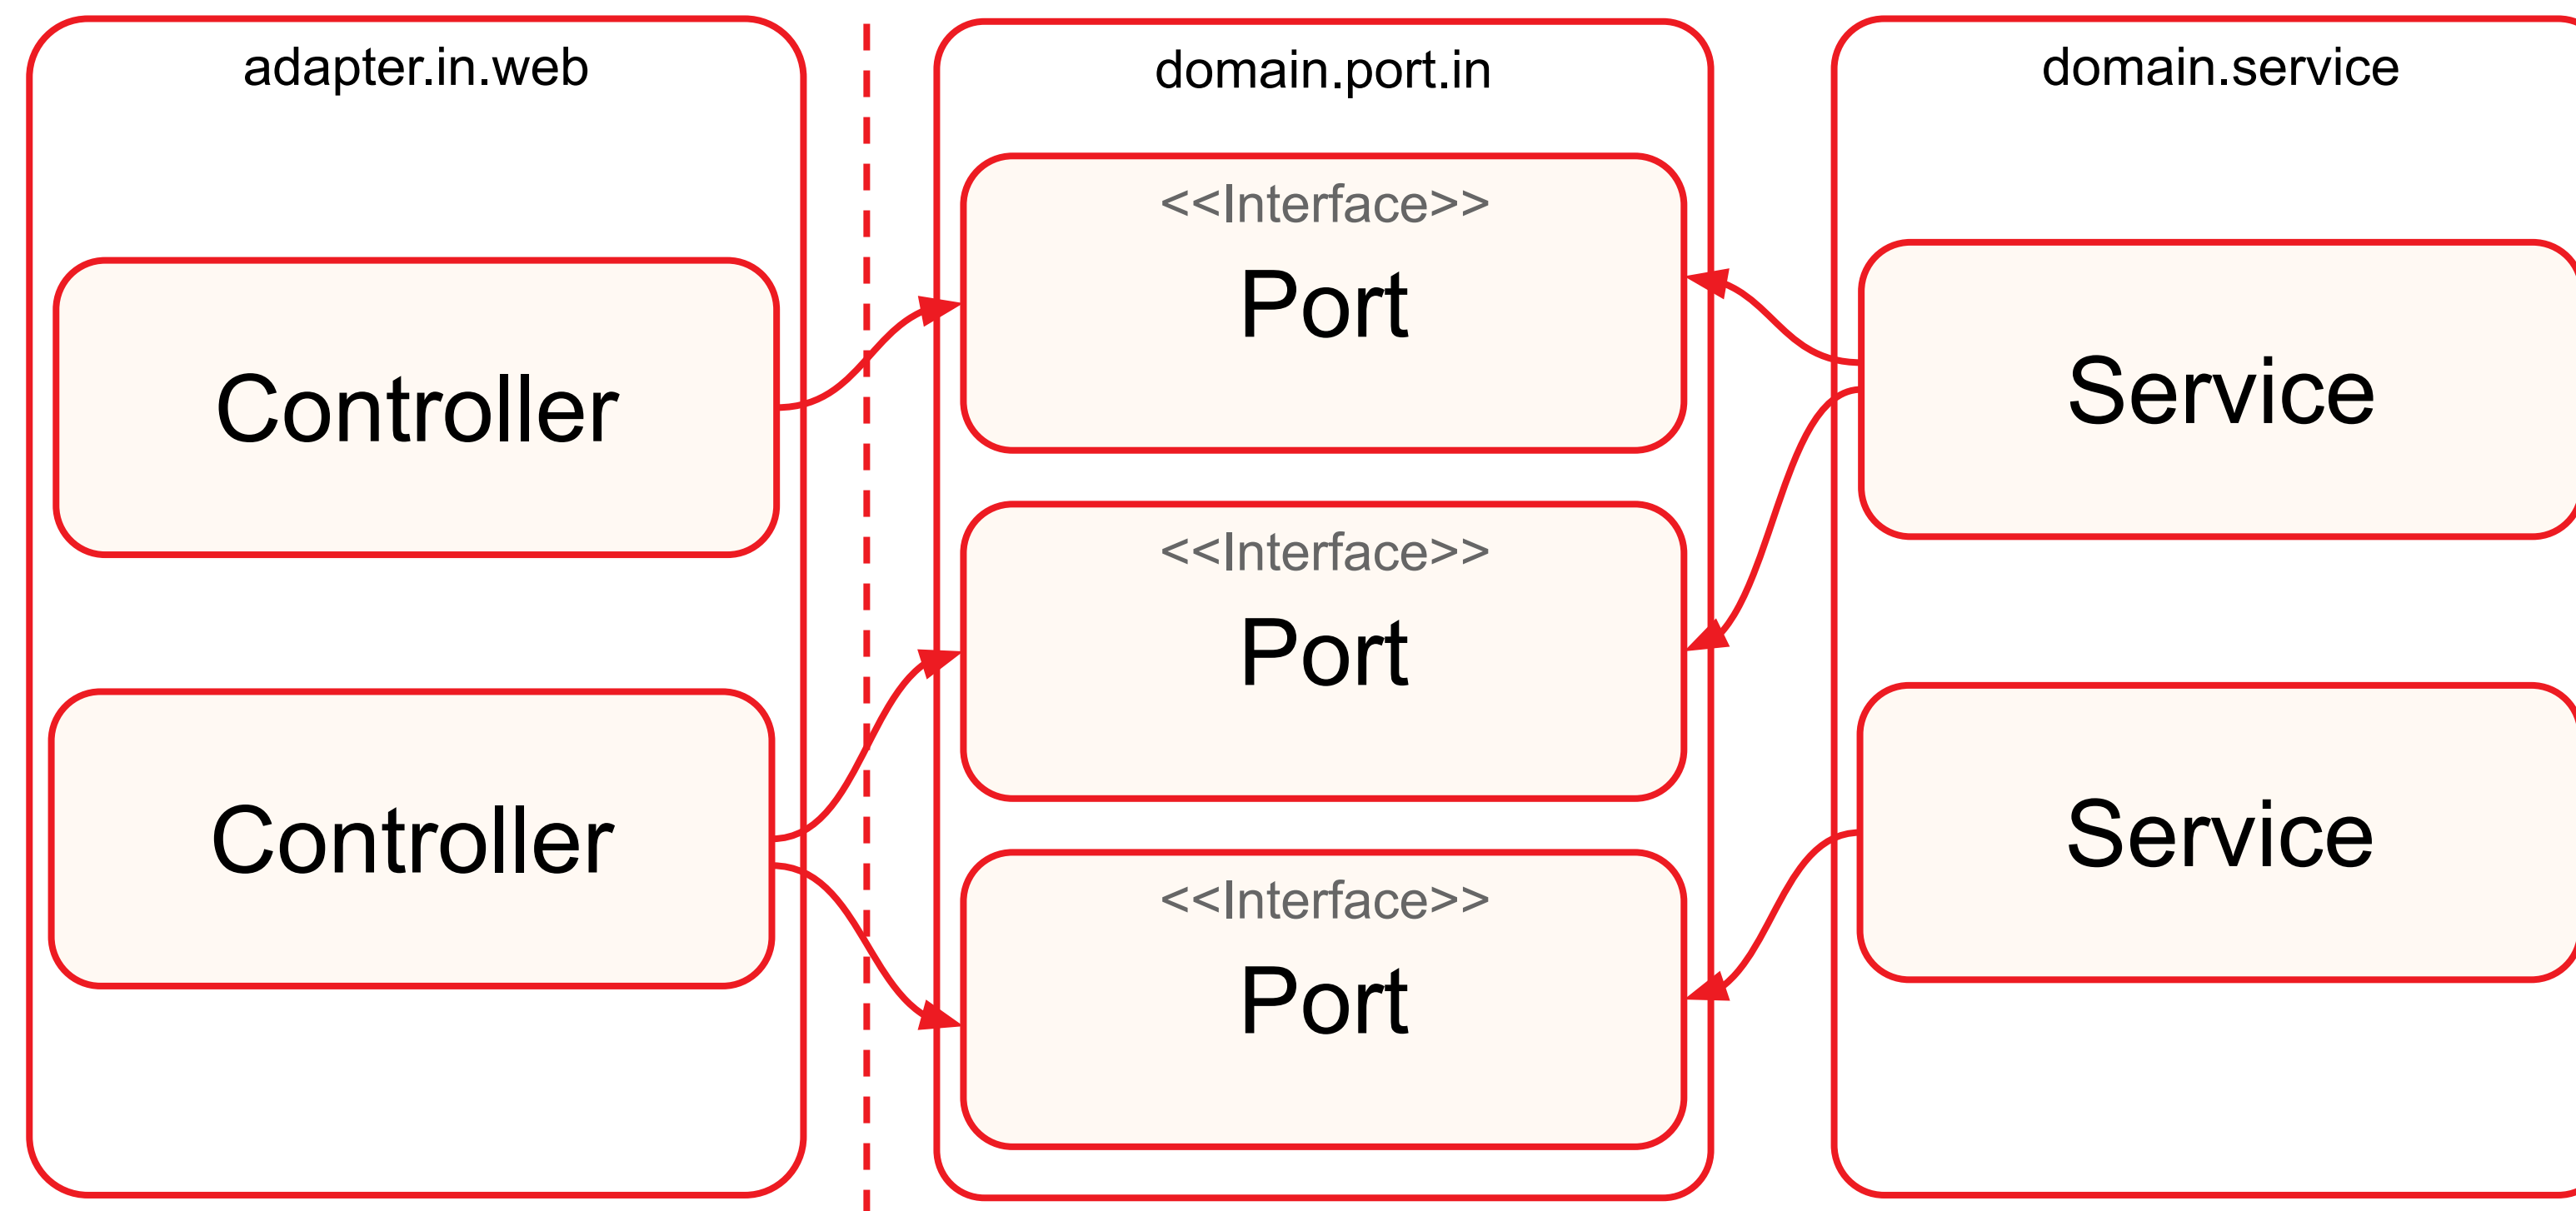 adapter.in.web
Controller
Controller
domain.port.in
<<Interface>>
Port
<<Interface>>
Port
<<Interface>>
Port
domain.service
Service
Service